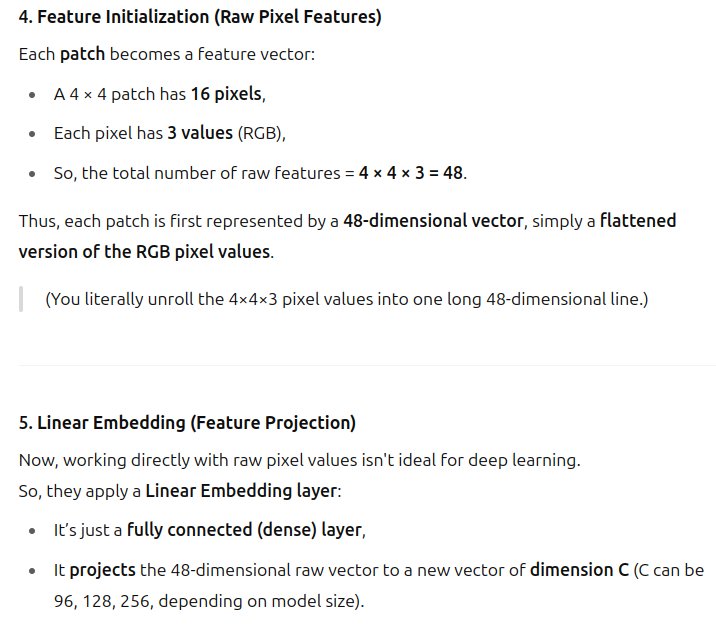 4. Feature Initialization (Raw Pixel Features)
Each patch becomes a feature vector:
• A 4 × 4 patch has 16 pixels,
• Each pixel has 3 values (RGB),
• So, the total number of raw features = 4 × 4 × 3 = 48.
Thus, each patch is first represented by a 48-dimensional vector, simply a flattened
version of the RGB pixel values.
(You literally unroll the 4×4×3 pixel values into one long 48-dimensional line.)
5. Linear Embedding (Feature Projection)
Now, working directly with raw pixel values isn't ideal for deep learning.
So, they apply a Linear Embedding layer:
• It’s just a fully connected (dense) layer,
• It projects the 48-dimensional raw vector to a new vector of dimension C (C can be
96, 128, 256, depending on model size).